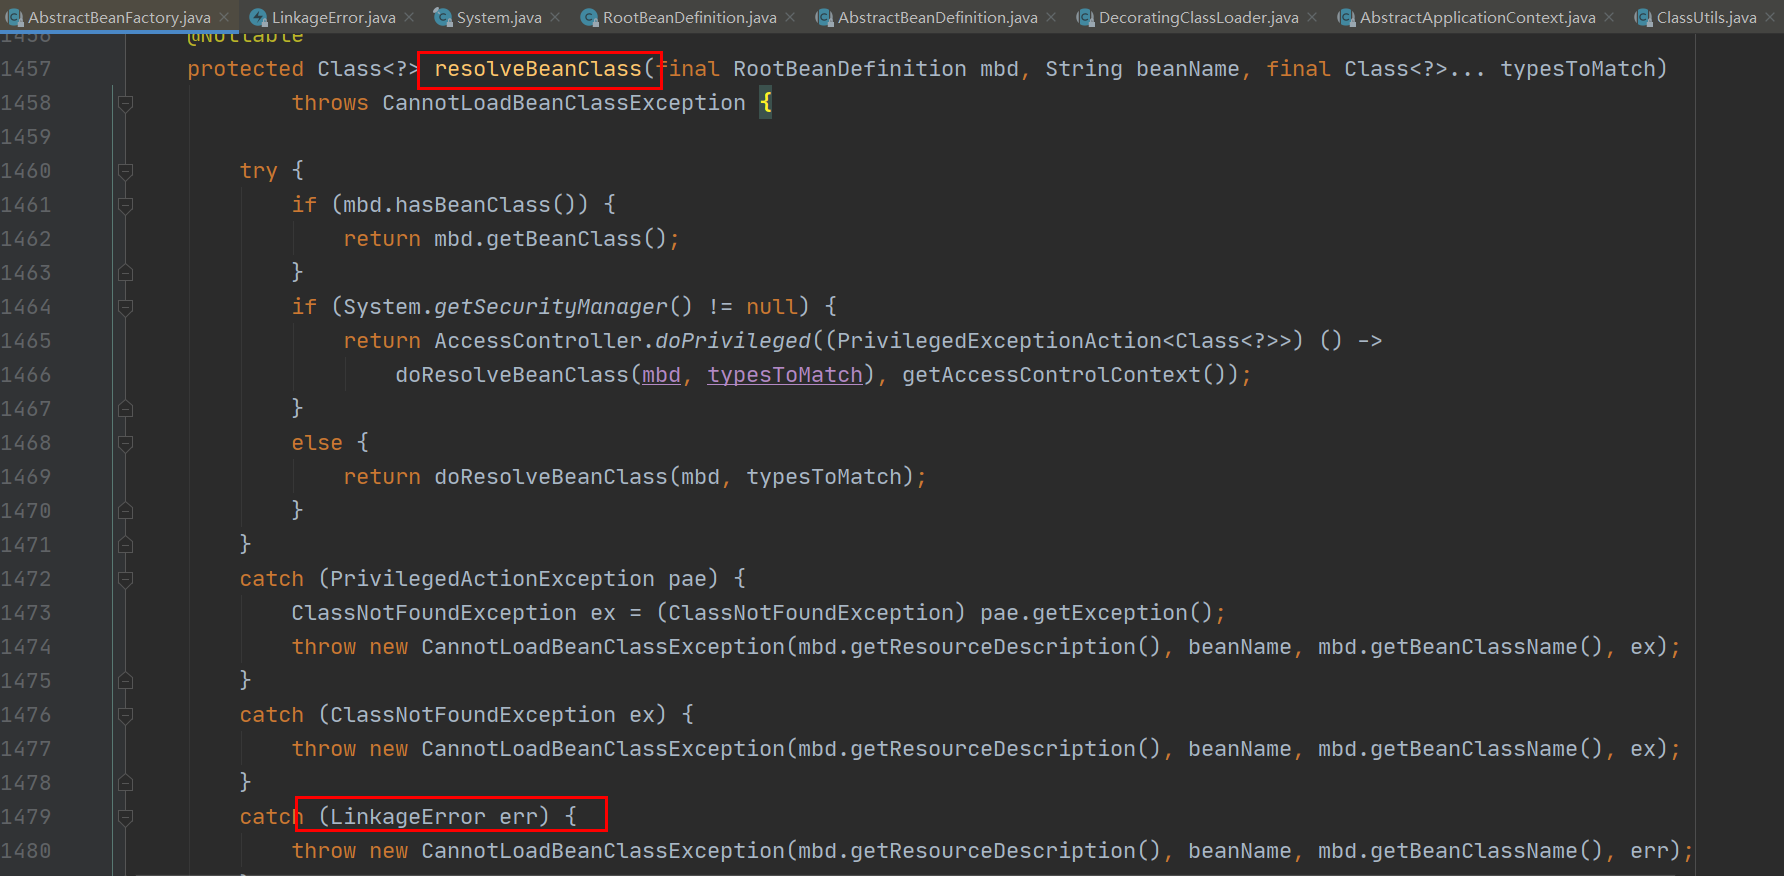 AbstractBeanFactory.java × LinkageError.java × System.java × RootBeanDefinition.java × AbstractBeanDefinition.java × DecoratingClassLoader.java × AbstractApplicationContext.java × ClassUtils.java ×
1456 @Nullable
1457 protected Class<?> resolveBeanClass(final RootBeanDefinition mbd, String beanName, final Class<?>... typesToMatch)
1458 throws CannotLoadBeanClassException {
1459
1460 try {
1461 if (mbd.hasBeanClass()) {
1462 return mbd.getBeanClass();
1463 }
1464 if (System.getSecurityManager() != null) {
1465 return AccessController.doPrivileged((PrivilegedExceptionAction<Class<?>>) () ->
1466 doResolveBeanClass(mbd, typesToMatch), getAccessControlContext());
1467 }
1468 else {
1469 return doResolveBeanClass(mbd, typesToMatch);
1470 }
1471 }
1472 catch (PrivilegedActionException pae) {
1473 ClassNotFoundException ex = (ClassNotFoundException) pae.getException();
1474 throw new CannotLoadBeanClassException(mbd.getResourceDescription(), beanName, mbd.getBeanClassName(), ex);
1475 }
1476 catch (ClassNotFoundException ex) {
1477 throw new CannotLoadBeanClassException(mbd.getResourceDescription(), beanName, mbd.getBeanClassName(), ex);
1478 }
1479 catch (LinkageError err) {
1480 throw new CannotLoadBeanClassException(mbd.getResourceDescription(), beanName, mbd.getBeanClassName(), err);